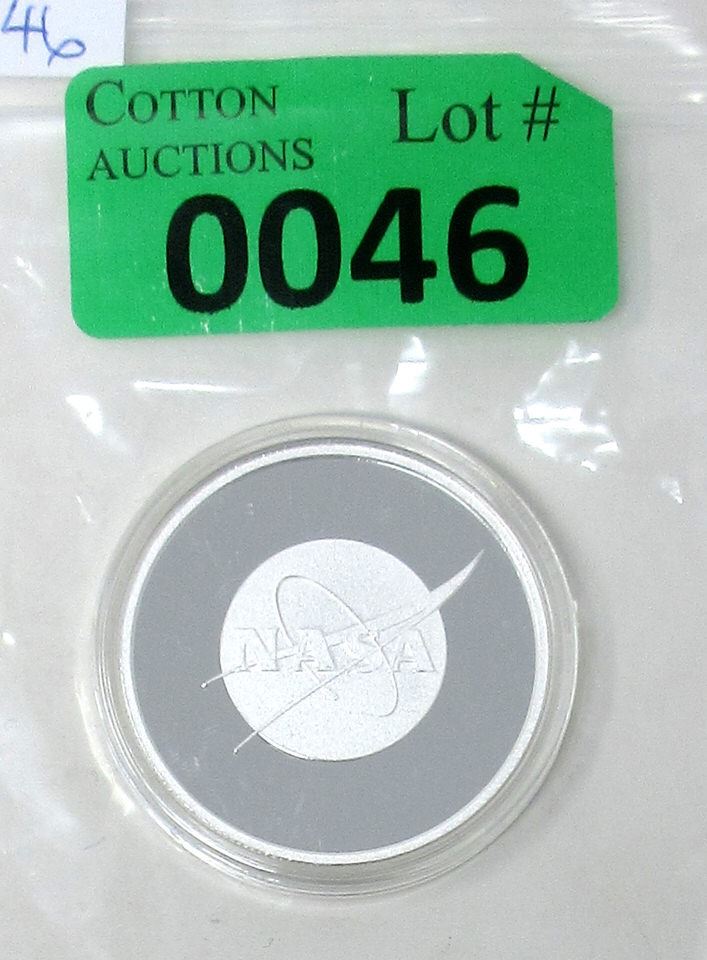 46
COTTON
AUCTIONS
Lot #
0046
NASA